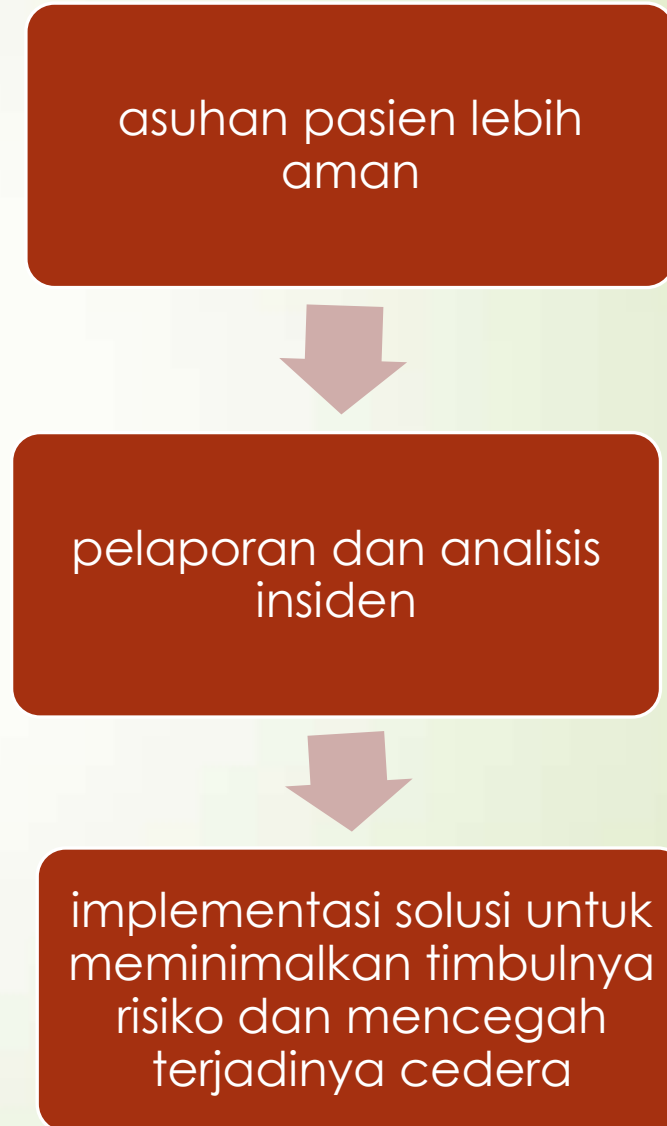 asuhan pasien lebih
aman
pelaporan dan analisis
insiden
implementasi solusi untuk
meminimalkan timbulnya
risiko dan mencegah
terjadinya cedera